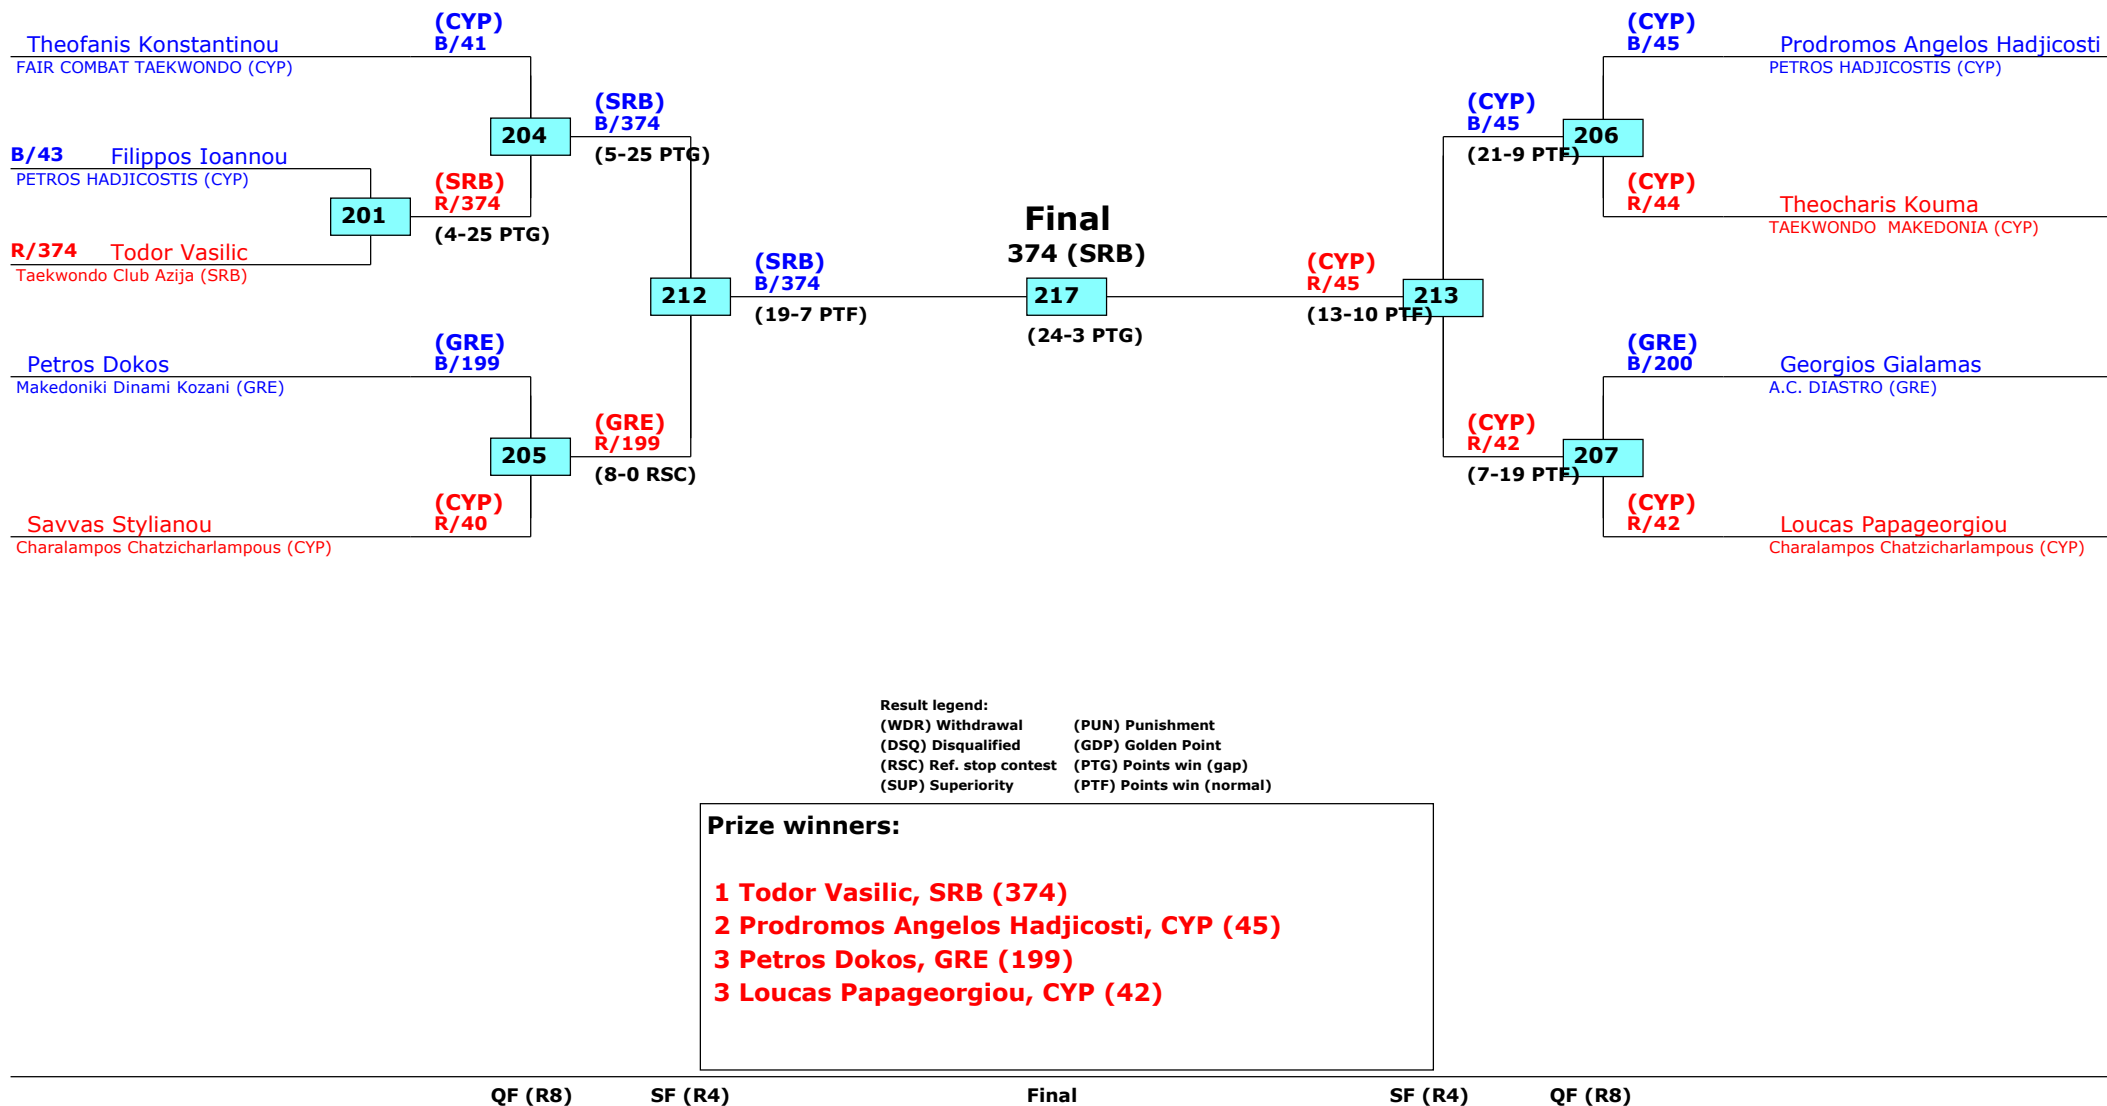 (CYP)
B/41
Theofanis Konstantinou
FAIR COMBAT TAEKWONDO (CYP)
B/43 Filippos Ioannou
PETROS HADJICOSTIS (CYP)
R/374 Todor Vasilic
Taekwondo Club Azija (SRB)
201
(SRB)
R/374
(4-25 PTG)
204
(SRB)
B/374
(5-25 PTG)
(GRE)
B/199
Petros Dokos
Makedoniki Dinami Kozani (GRE)
(CYP)
R/40
Savvas Stylianou
Charalampos Chatzicharlampous (CYP)
205
(GRE)
R/199
(8-0 RSC)
212
(SRB)
B/374
(19-7 PTF)
Final
374 (SRB)
217
(24-3 PTG)
(CYP)
R/45
(13-10 PTF)
213
(CYP)
B/45
(21-9 PTF)
206
(CYP)
B/45
Prodromos Angelos Hadjicosti
PETROS HADJICOSTIS (CYP)
(CYP)
R/44
Theocharis Kouma
TAEKWONDO  MAKEDONIA (CYP)
(CYP)
R/42
(7-19 PTF)
207
(GRE)
B/200
Georgios Gialamas
A.C. DIASTRO (GRE)
(CYP)
R/42
Loucas Papageorgiou
Charalampos Chatzicharlampous (CYP)
Result legend:
(WDR) Withdrawal (PUN) Punishment
(DSQ) Disqualified (GDP) Golden Point
(RSC) Ref. stop contest (PTG) Points win (gap)
(SUP) Superiority (PTF) Points win (normal)
Prize winners:
1 Todor Vasilic, SRB (374)
2 Prodromos Angelos Hadjicosti, CYP (45)
3 Petros Dokos, GRE (199)
3 Loucas Papageorgiou, CYP (42)
QF (R8) SF (R4) Final SF (R4) QF (R8)